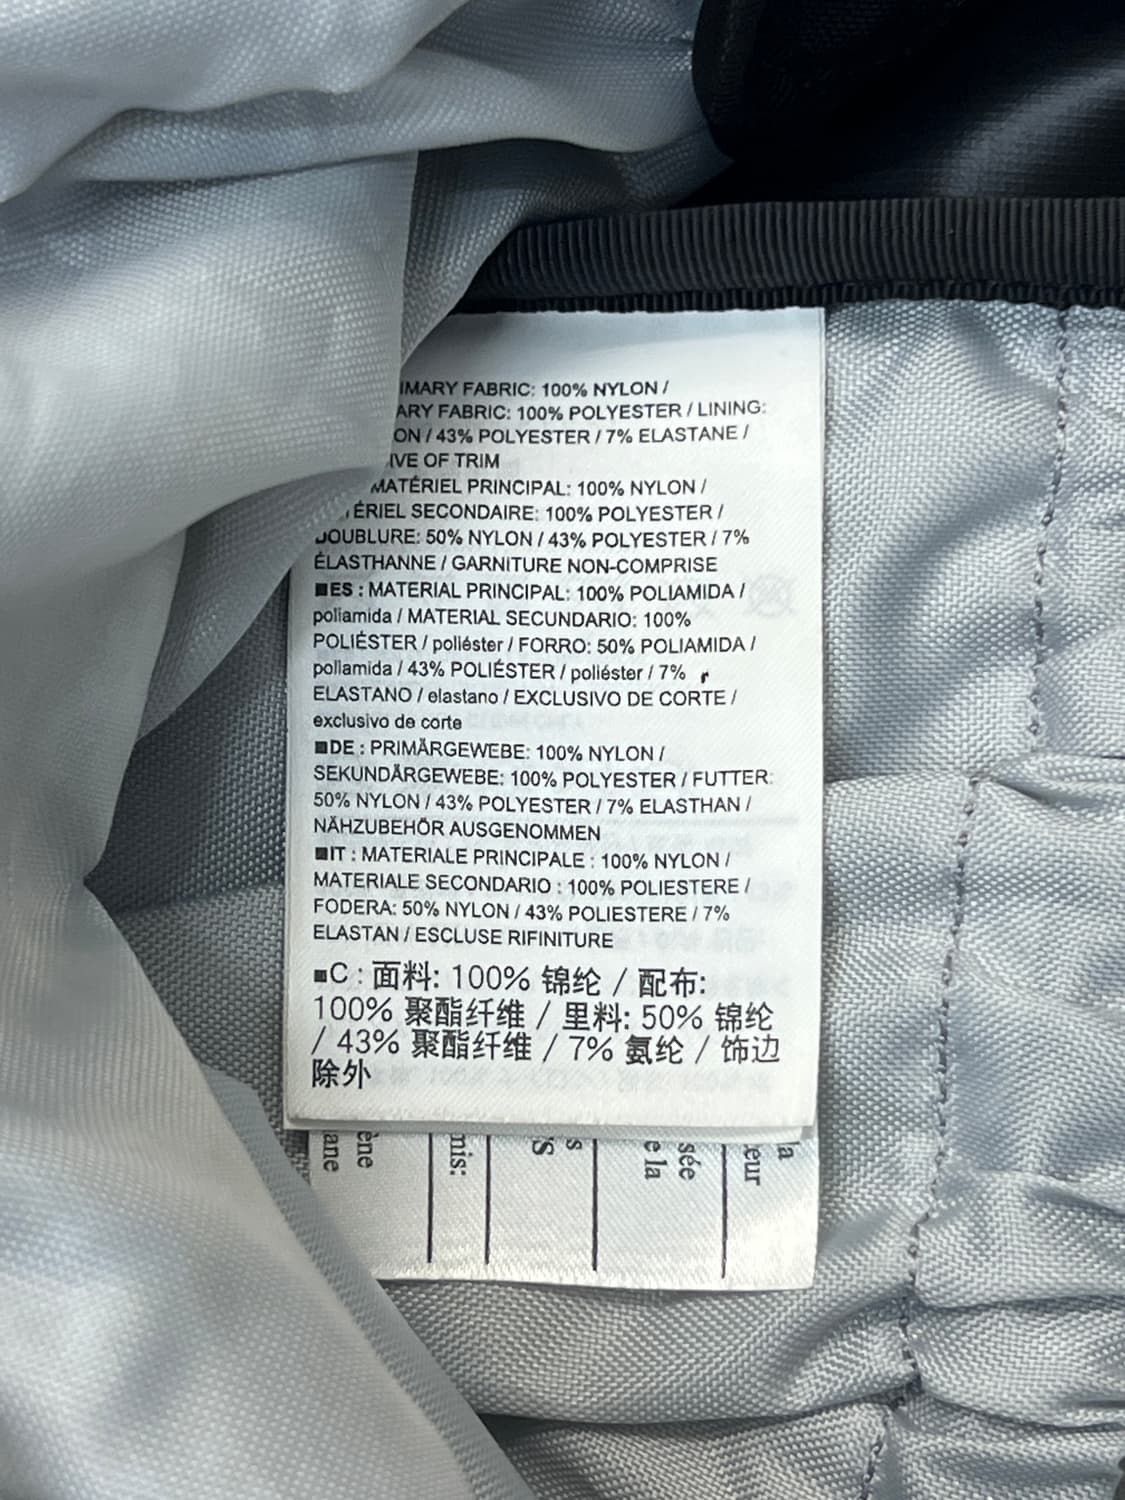 FABRIC: 100% NYLON /
FABRIC: 100% POLYESTER / LINING:
/ 43% POLYESTER / 7% ELASTANE /
OF TRIM
MATÉRIEL PRINCIPAL: 100% NYLON /
SECONDAIRE: 100% POLYESTER /
DOUBLURE: 50% NYLON / 43% POLYESTER / 7%
ÉLASTHANNE / GARNITURE NON-COMPRISE
■ES : MATERIAL PRINCIPAL: 100% POLIAMIDA /
poliamida / MATERIAL SECUNDARIO: 100%
POLIÉSTER / poliéster / FORRO: 50% POLIAMIDA /
poliamida / 43% POLIÉSTER / poliéster / 7%
ELASTANO / elastano / EXCLUSIVO DE CORTE /
exclusivo de corte
■DE : PRIMÄRGEWEBE: 100% NYLON /
SEKUNDÄRGEWEBE: 100% POLYESTER / FUTTER:
50% NYLON / 43% POLYESTER / 7% ELASTHAN /
NÄHZUBEHÖR AUSGENOMMEN
■IT : MATERIALE PRINCIPALE : 100% NYLON /
MATERIALE SECONDARIO : 100% POLIESTERE /
FODERA: 50% NYLON / 43% POLIESTERE / 7%
ELASTAN / ESCLUSE RIFINITURE
■C : 面料: 100% 锦纶 / 配布:
100% 聚酯纤维 / 里料: 50% 锦纶
/ 43% 聚酯纤维 / 7% 氨纶 / 饰边
除外